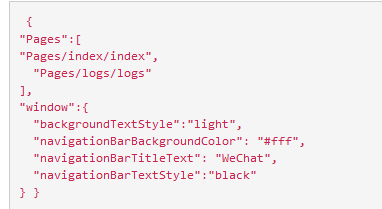 {
"Pages":[
"Pages/index/index",
"Pages/logs/logs"
],
"window":{
"backgroundTextStyle":"light",
"navigationBarBackgroundColor": "#fff",
"navigationBarTitleText": "WeChat",
"navigationBarTextStyle":"black"
} }